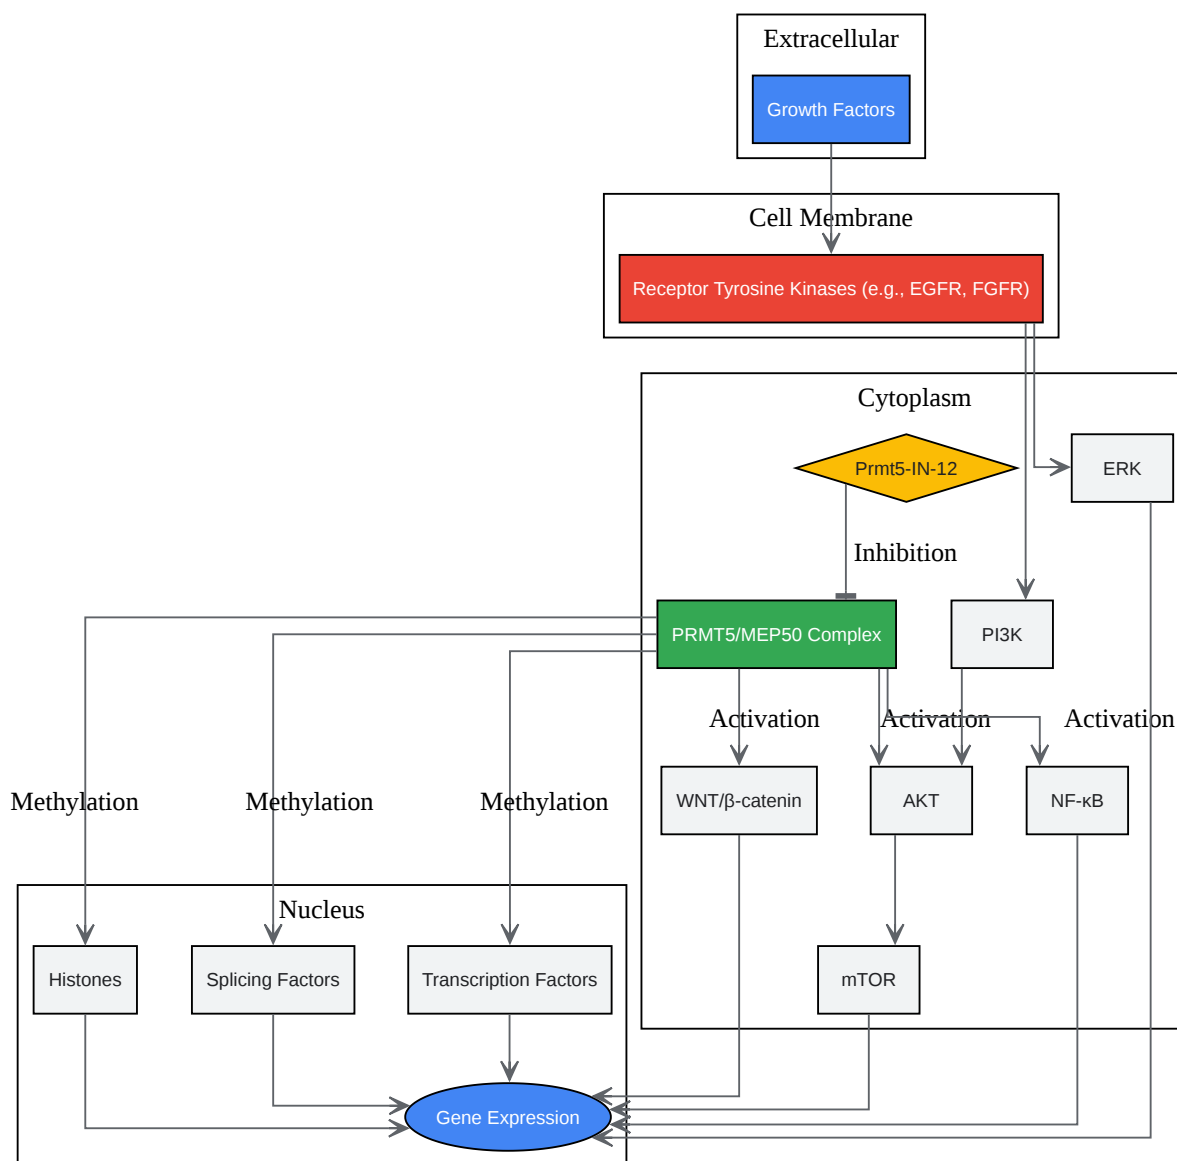 Extracellular
Growth Factors
Cell Membrane
Receptor Tyrosine Kinases (e.g., EGFR, FGFR)
Cytoplasm
Prmt5-IN-12
ERK
Inhibition
PRMT5/MEP50 Complex
PI3K
Activation
Activation
Activation
WNT/β-catenin
AKT
NF-κB
Methylation
Methylation
Methylation
Nucleus
Histones
Splicing Factors
Transcription Factors
mTOR
Gene Expression